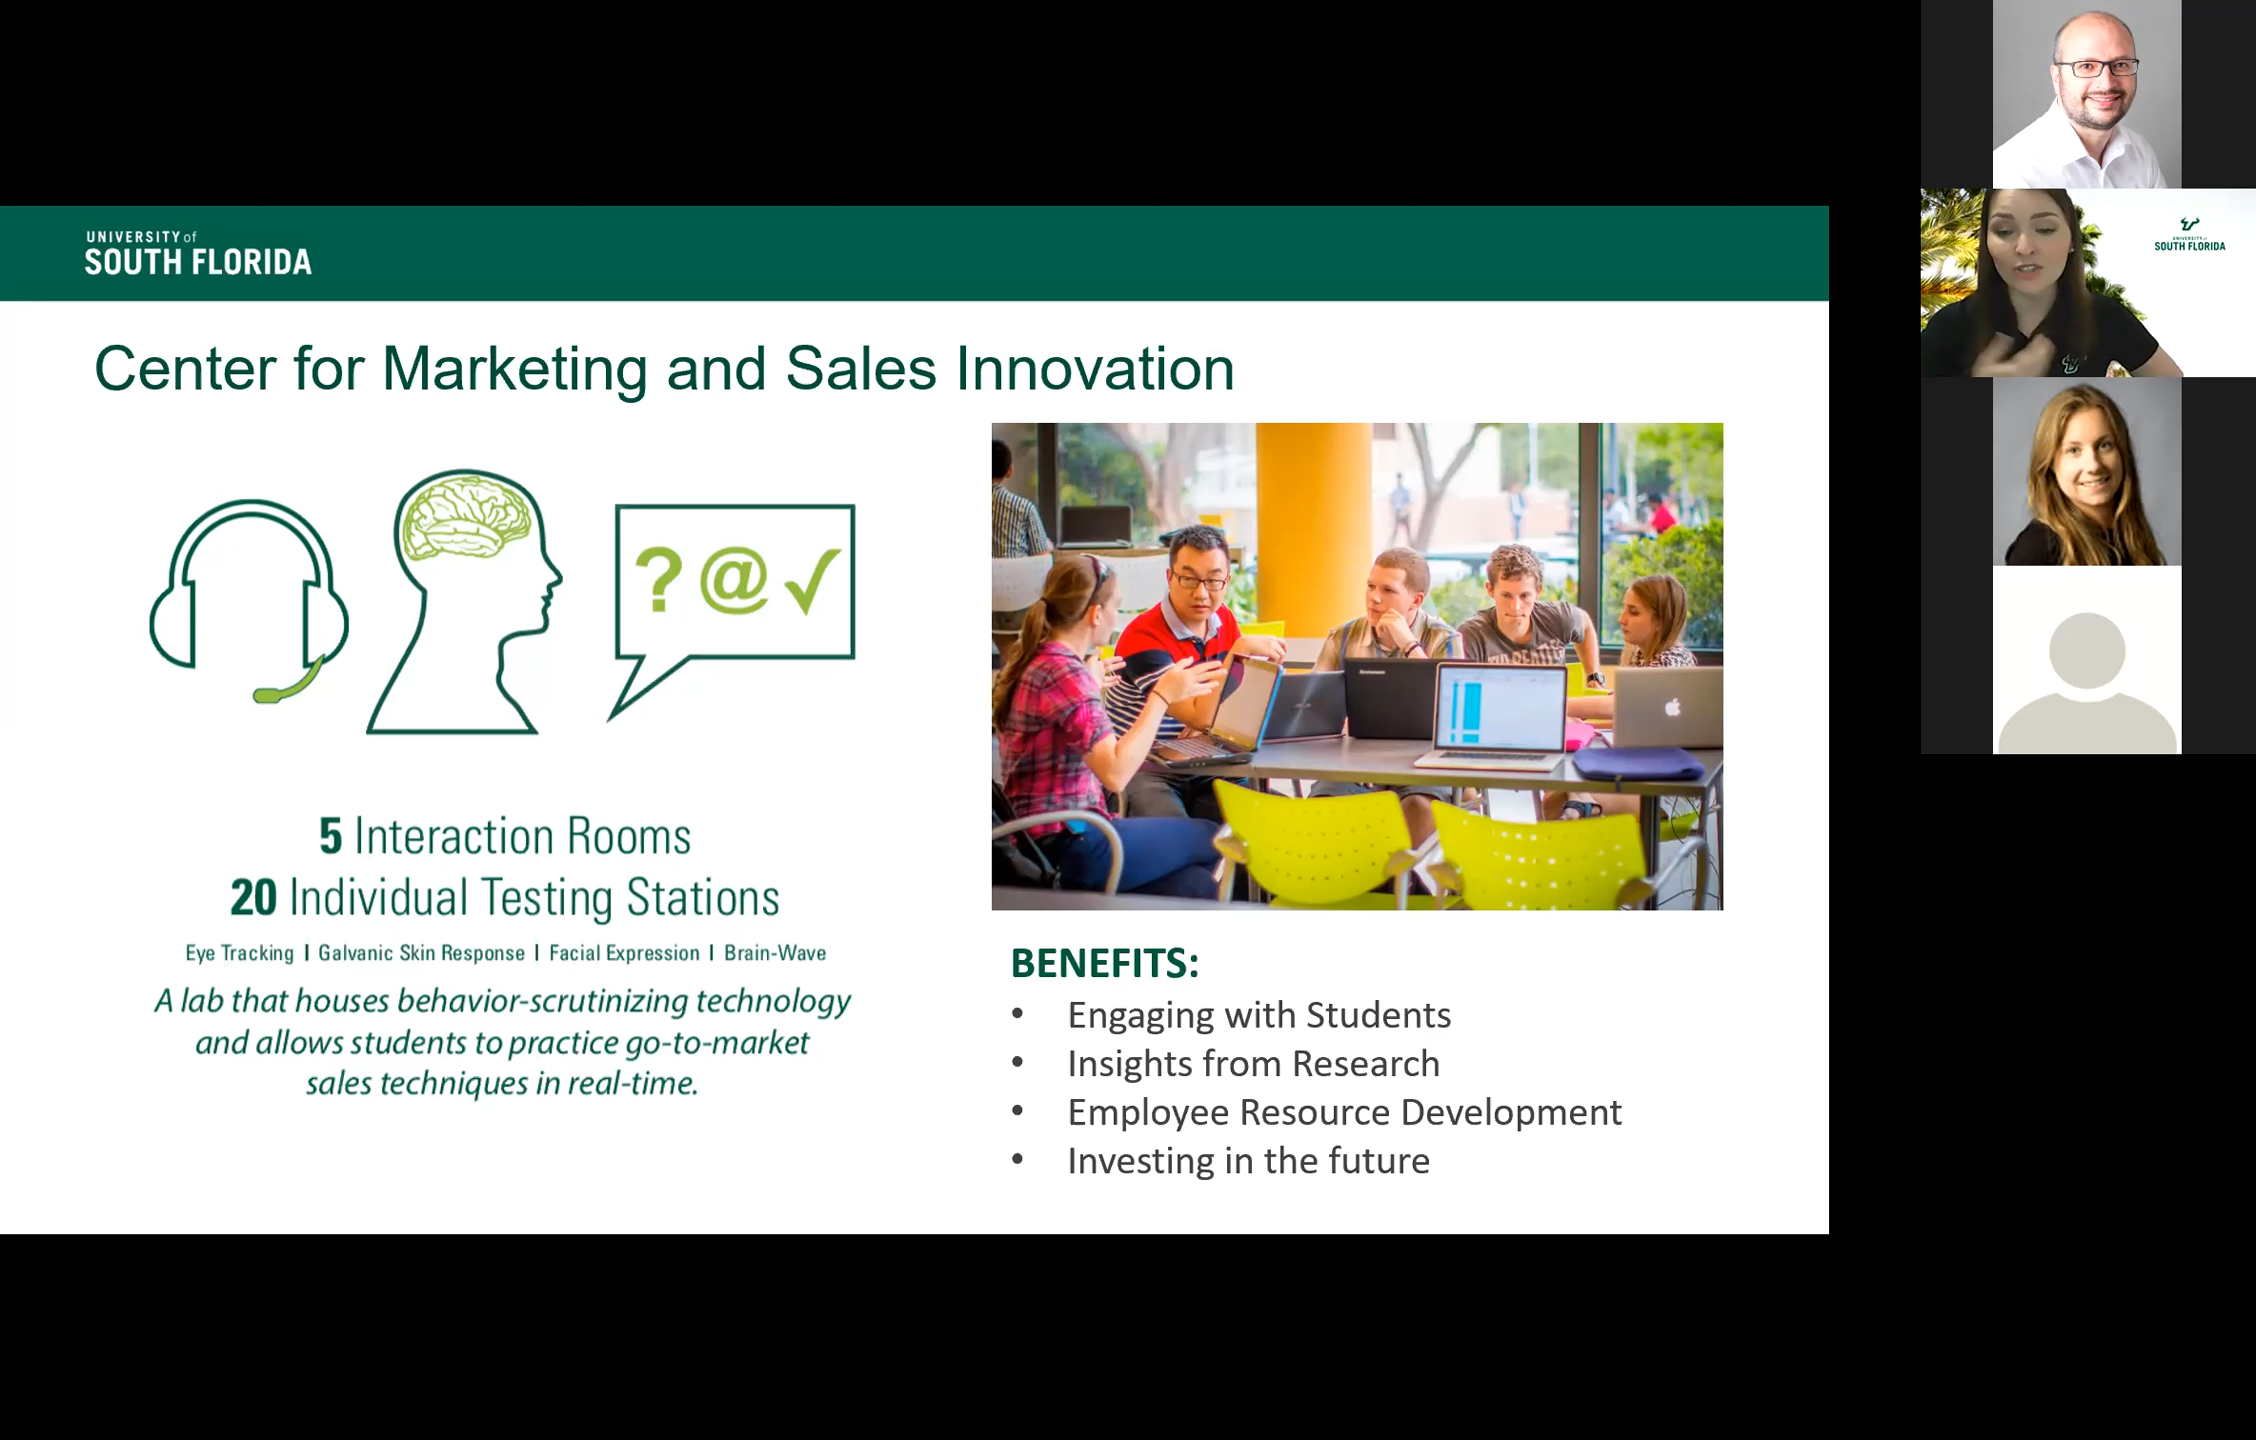 UNIVERSITY of
SOUTH FLORIDA
Center for Marketing and Sales Innovation
? @ ✓
5 Interaction Rooms
20 Individual Testing Stations
Eye Tracking | Galvanic Skin Response | Facial Expression | Brain-Wave
A lab that houses behavior-scrutinizing technology
and allows students to practice go-to-market
sales techniques in real-time.
BENEFITS:
• Engaging with Students
• Insights from Research
• Employee Resource Development
• Investing in the future
UNIVERSITY of
SOUTH FLORIDA